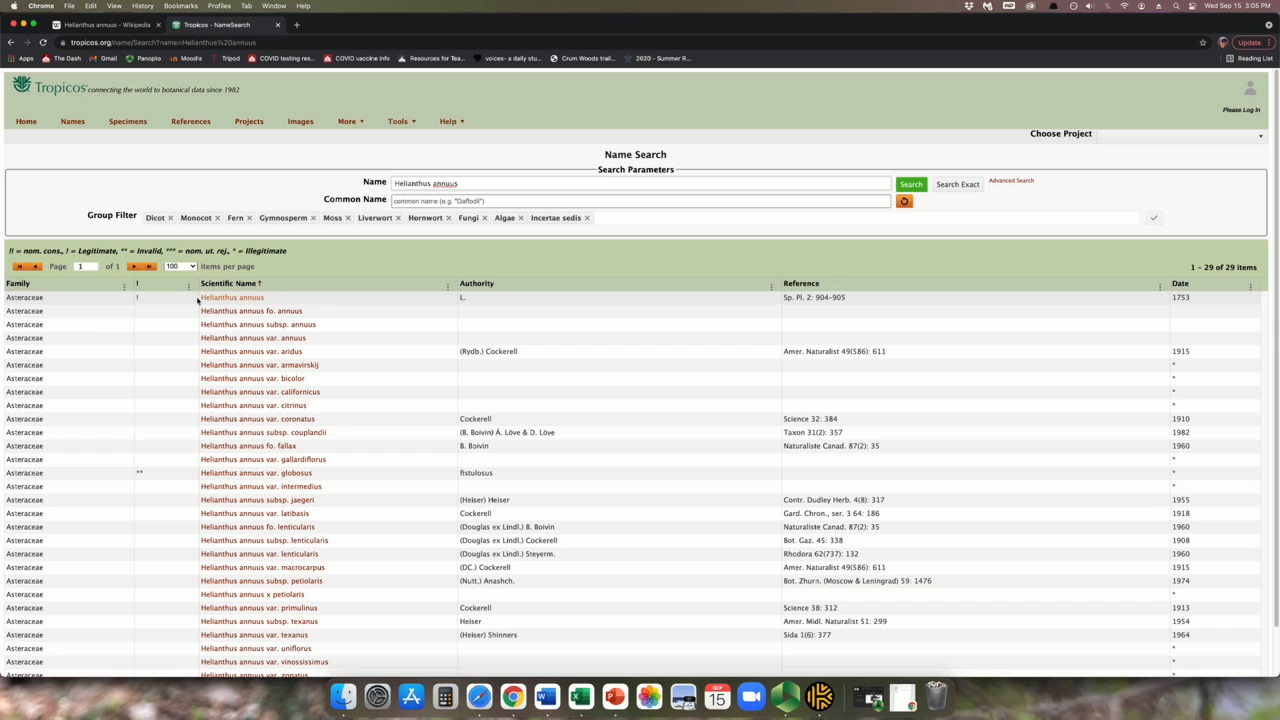 Chrome File Edit View History Bookmarks Profiles Tab Window Help Wed Sep 15 3:05 PM
Helianthus annuus - Wikipedia Tropicos - NameSearch
tropicos.org/name/Search?name=Helianthus%20annuus Update
Apps The Dash Gmail Panopto Moodle Tripod COVID testing res... COVID vaccine info Resources for Tea... voices- a daily stu... Crum Woods trail... 2020 - Summer R... Reading List
Tropicos connecting the world to botanical data since 1982
Please Log In
Home Names Specimens References Projects Images More Tools Help
Choose Project
Name Search
Search Parameters
Name Helianthus annuus Search Search Exact Advanced Search
Common Name common name (e.g. "Daffodil")
Group Filter Dicot Monocot Fern Gymnosperm Moss Liverwort Hornwort Fungi Algae Incertae sedis
!! = nom. cons., ! = Legitimate, ** = Invalid, *** = nom. ut. rej., * = Illegitimate
Page 1 of 1 100 items per page 1 - 29 of 29 items
Family ! Scientific Name ↑ Authority Reference Date
Asteraceae ! Helianthus annuus L. Sp. Pl. 2: 904–905 1753
Asteraceae Helianthus annuus fo. annuus
Asteraceae Helianthus annuus subsp. annuus
Asteraceae Helianthus annuus var. annuus
Asteraceae Helianthus annuus var. aridus (Rydb.) Cockerell Amer. Naturalist 49(586): 611 1915
Asteraceae Helianthus annuus var. armavirskij *
Asteraceae Helianthus annuus var. bicolor *
Asteraceae Helianthus annuus var. californicus *
Asteraceae Helianthus annuus var. citrinus *
Asteraceae Helianthus annuus var. coronatus Cockerell Science 32: 384 1910
Asteraceae Helianthus annuus subsp. couplandii (B. Boivin) Á. Löve & D. Löve Taxon 31(2): 357 1982
Asteraceae Helianthus annuus fo. fallax B. Boivin Naturaliste Canad. 87(2): 35 1960
Asteraceae Helianthus annuus var. gallardiflorus *
Asteraceae ** Helianthus annuus var. globosus fistulosus
Asteraceae Helianthus annuus var. intermedius *
Asteraceae Helianthus annuus subsp. jaegeri (Heiser) Heiser Contr. Dudley Herb. 4(8): 317 1955
Asteraceae Helianthus annuus var. latibasis Cockerell Gard. Chron., ser. 3 64: 186 1918
Asteraceae Helianthus annuus fo. lenticularis (Douglas ex Lindl.) B. Boivin Naturaliste Canad. 87(2): 35 1960
Asteraceae Helianthus annuus subsp. lenticularis (Douglas ex Lindl.) Cockerell Bot. Gaz. 45: 338 1908
Asteraceae Helianthus annuus var. lenticularis (Douglas ex Lindl.) Steyerm. Rhodora 62(737): 132 1960
Asteraceae Helianthus annuus var. macrocarpus (DC.) Cockerell Amer. Naturalist 49(586): 611 1915
Asteraceae Helianthus annuus subsp. petiolaris (Nutt.) Anashch. Bot. Zhurn. (Moscow & Leningrad) 59: 1476 1974
Asteraceae Helianthus annuus x petiolaris *
Asteraceae Helianthus annuus var. primulinus Cockerell Science 38: 312 1913
Asteraceae Helianthus annuus subsp. texanus Heiser Amer. Midl. Naturalist 51: 299 1954
Asteraceae Helianthus annuus var. texanus (Heiser) Shinners Sida 1(6): 377 1964
Asteraceae Helianthus annuus var. uniflorus *
Asteraceae Helianthus annuus var. vinossissimus *
Asteraceae Helianthus annuus var. zonatus
SEP
15